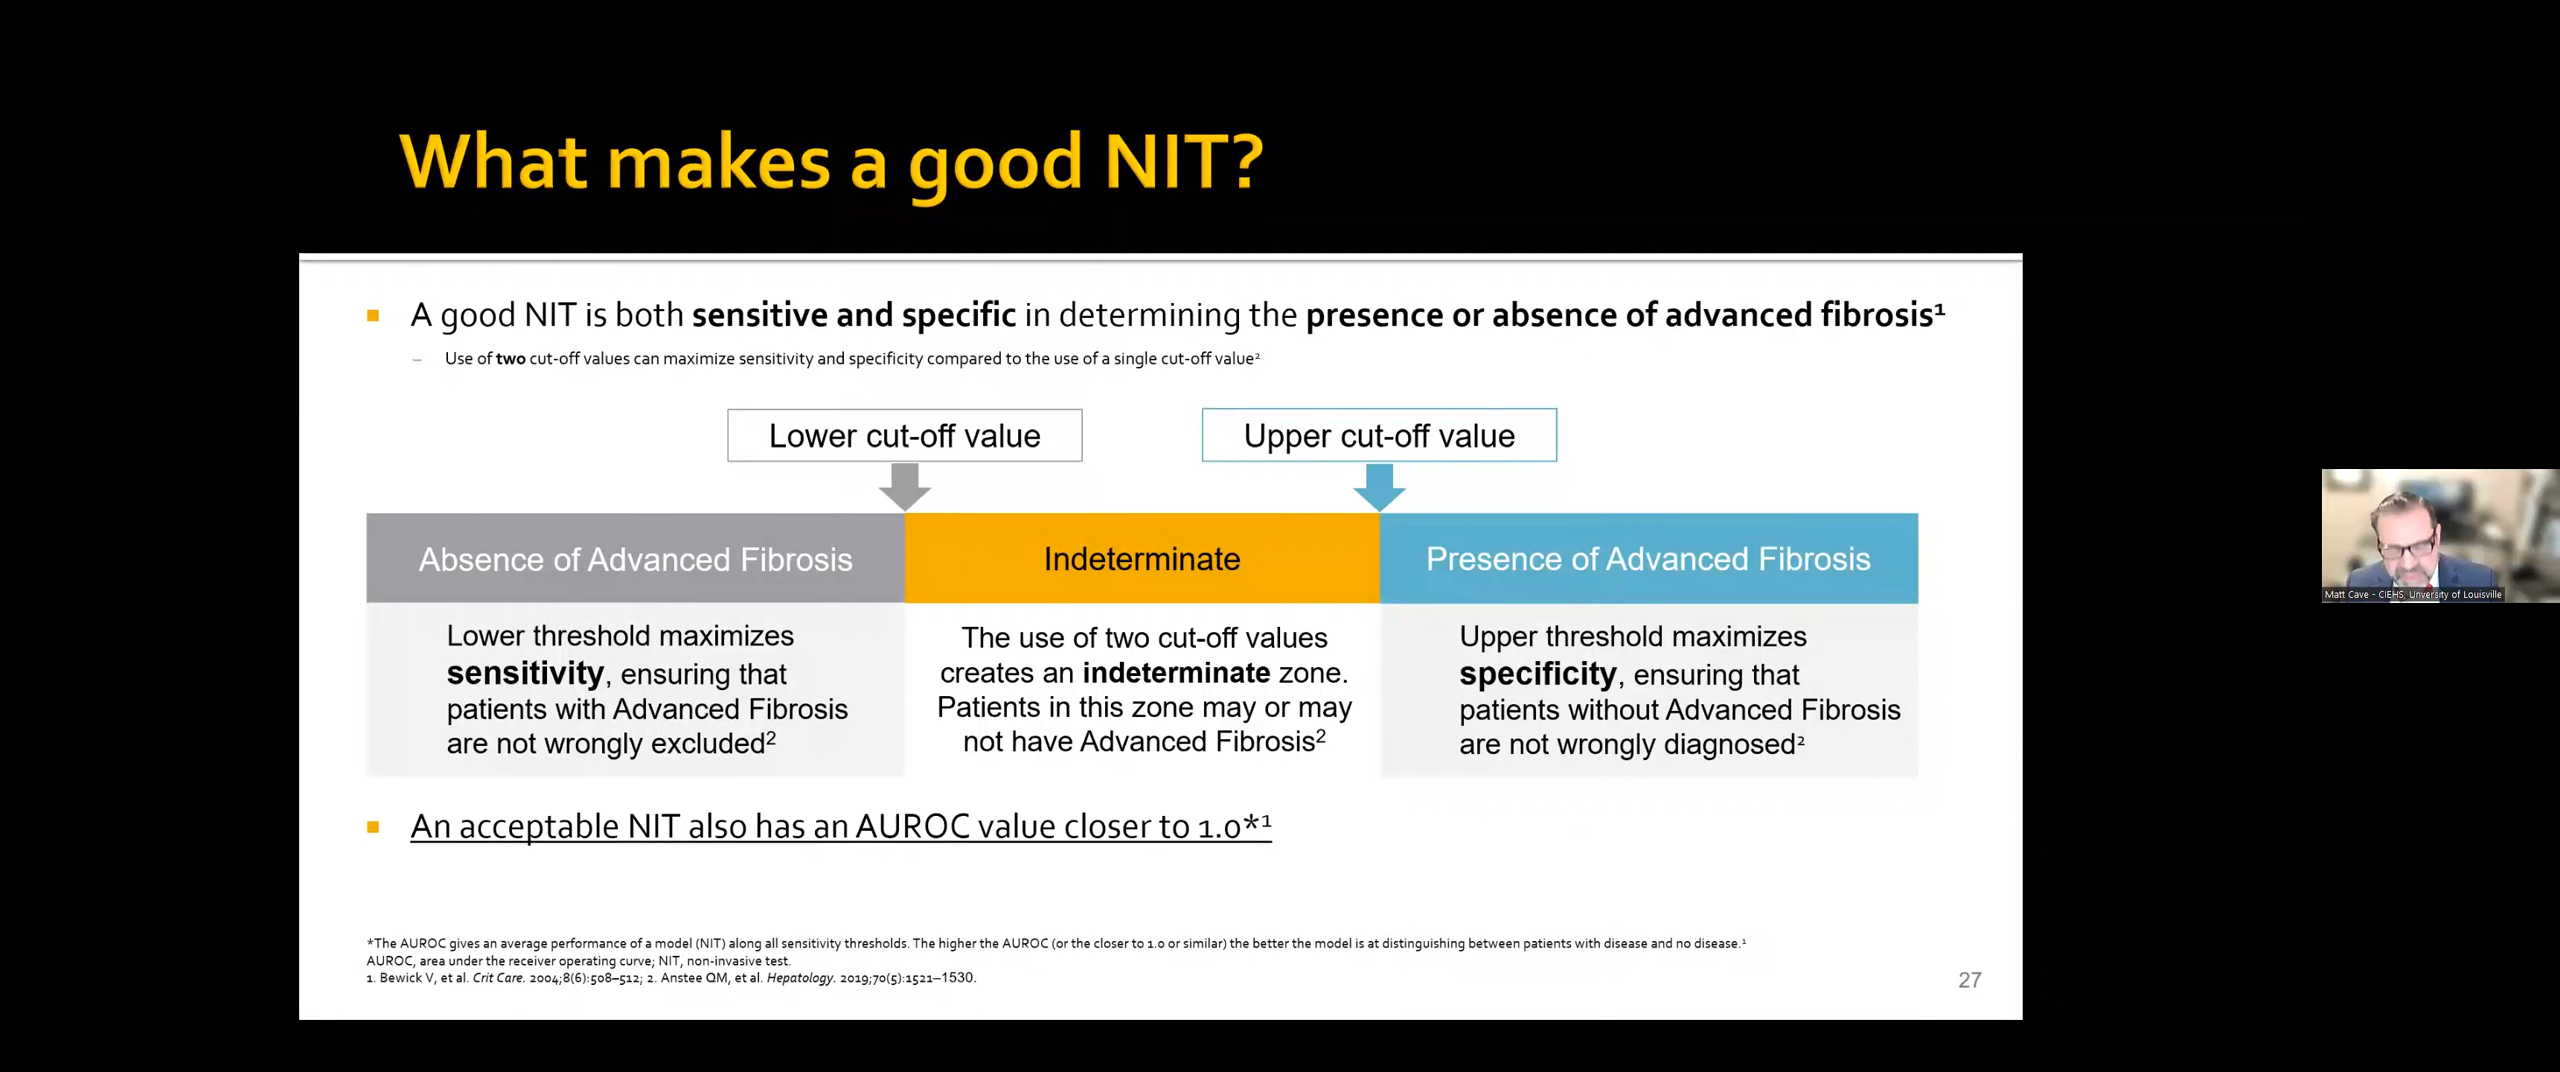 What makes a good NIT?
A good NIT is both sensitive and specific in determining the presence or absence of advanced fibrosis¹
– Use of two cut-off values can maximize sensitivity and specificity compared to the use of a single cut-off value²
Lower cut-off value
Upper cut-off value
Absence of Advanced Fibrosis
Indeterminate
Presence of Advanced Fibrosis
Lower threshold maximizes
sensitivity, ensuring that
patients with Advanced Fibrosis
are not wrongly excluded²
The use of two cut-off values
creates an indeterminate zone.
Patients in this zone may or may
not have Advanced Fibrosis²
Upper threshold maximizes
specificity, ensuring that
patients without Advanced Fibrosis
are not wrongly diagnosed²
An acceptable NIT also has an AUROC value closer to 1.0*¹
*The AUROC gives an average performance of a model (NIT) along all sensitivity thresholds. The higher the AUROC (or the closer to 1.0 or similar) the better the model is at distinguishing between patients with disease and no disease.¹
AUROC, area under the receiver operating curve; NIT, non-invasive test.
1. Bewick V, et al. Crit Care. 2004;8(6):508–512; 2. Anstee QM, et al. Hepatology. 2019;70(5):1521–1530.
27
Matt Cave - CIEHS, Unversity of Louisville